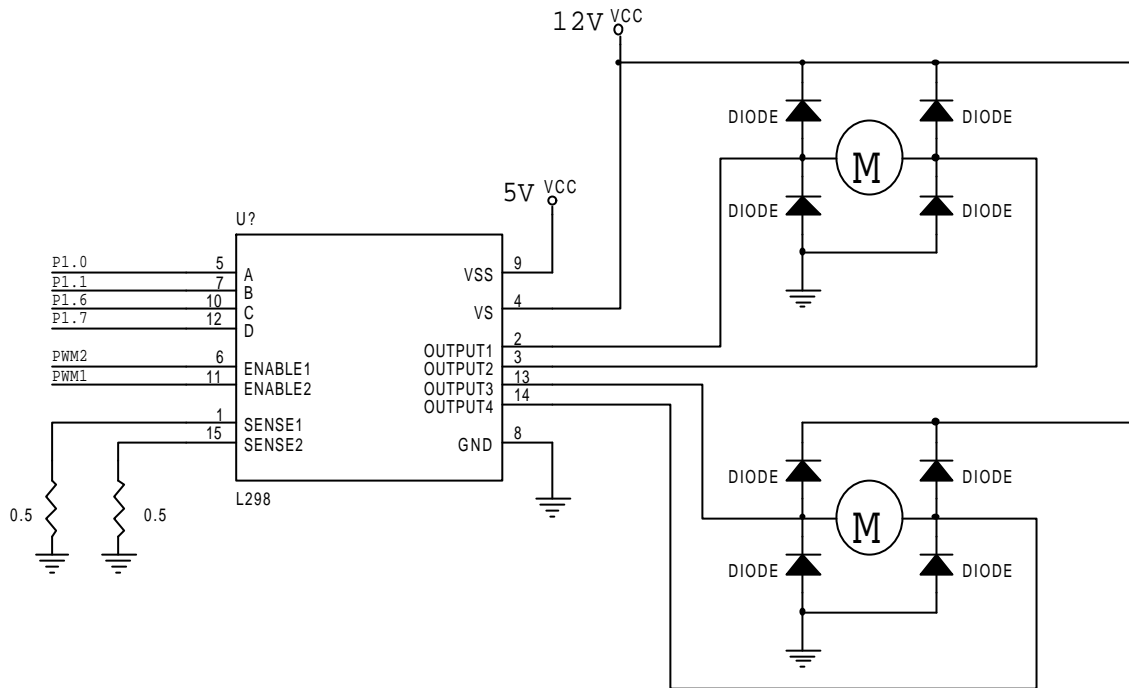 12V VCC
DIODE
DIODE
M
5V VCC
DIODE
DIODE
U?
P1.0 5 A
P1.1 7 B
P1.6 10 C
P1.7 12 D
PWM2 6 ENABLE1
PWM1 11 ENABLE2
1 SENSE1
15 SENSE2
VSS 9
VS 4
OUTPUT1 2
OUTPUT2 3
OUTPUT3 13
OUTPUT4 14
GND 8
L298
0.5
0.5
DIODE
DIODE
M
DIODE
DIODE